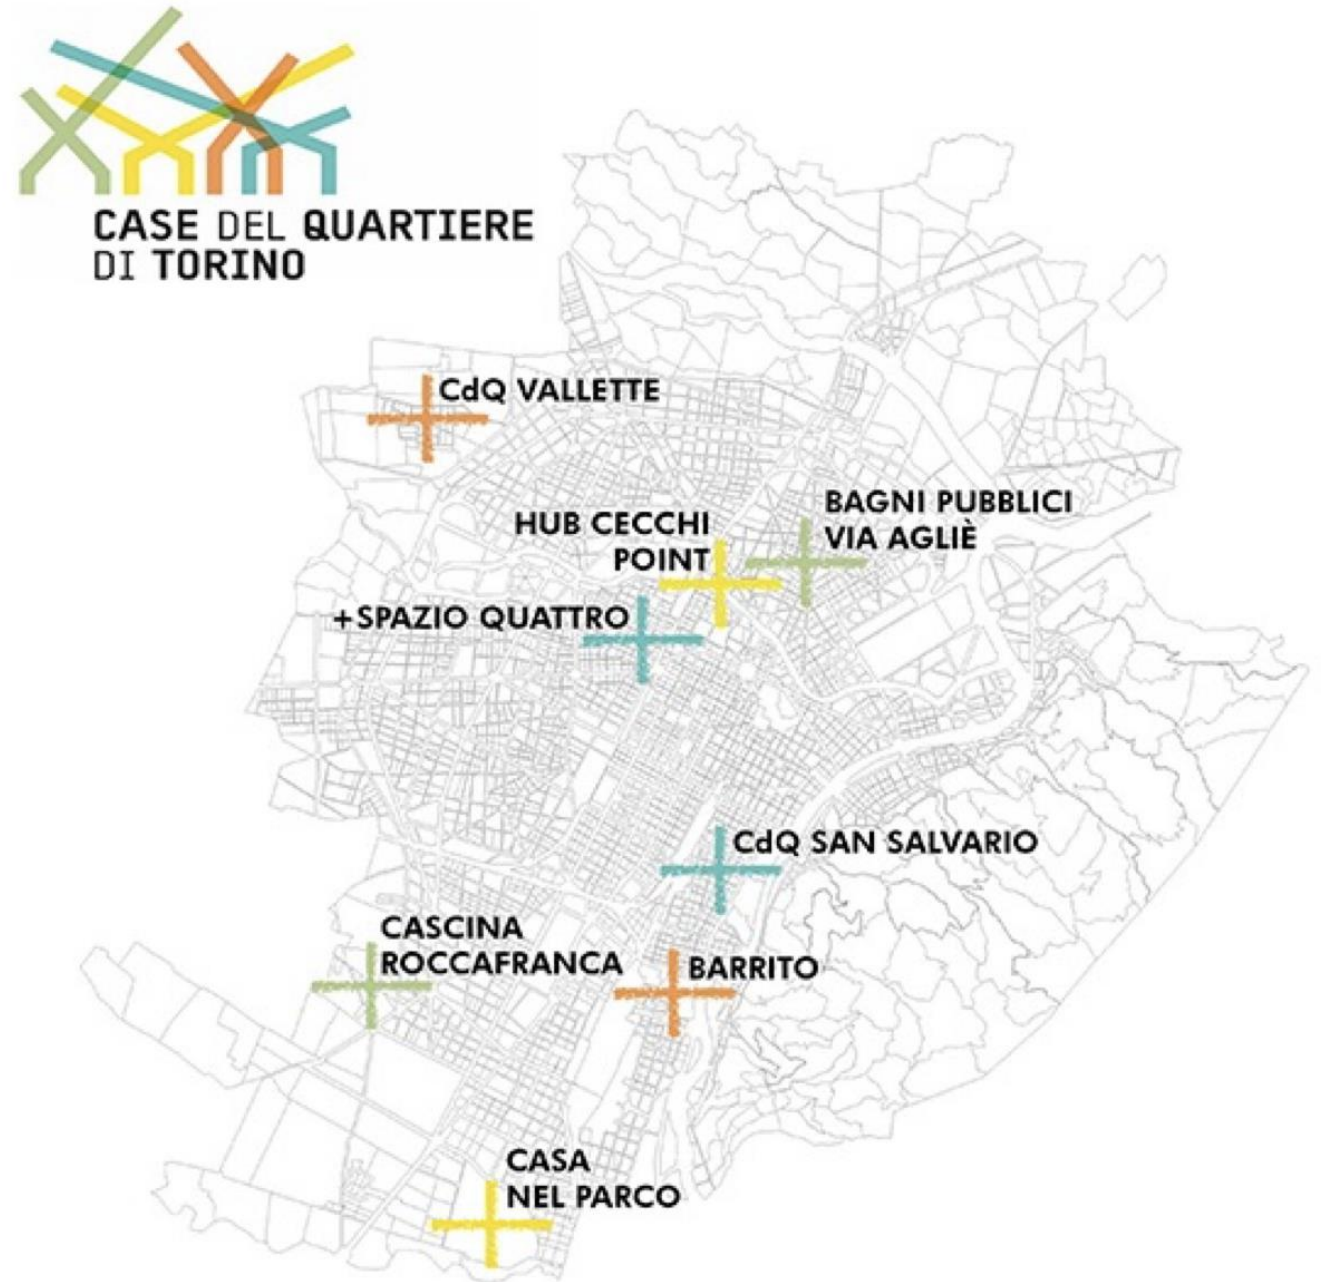 CASE DEL QUARTIERE
DI TORINO
CdQ VALLETTE
BAGNI PUBBLICI
VIA AGLIÈ
HUB CECCHI
POINT
+SPAZIO QUATTRO
CdQ SAN SALVARIO
CASCINA
ROCCAFRANCA
BARRITO
CASA
NEL PARCO